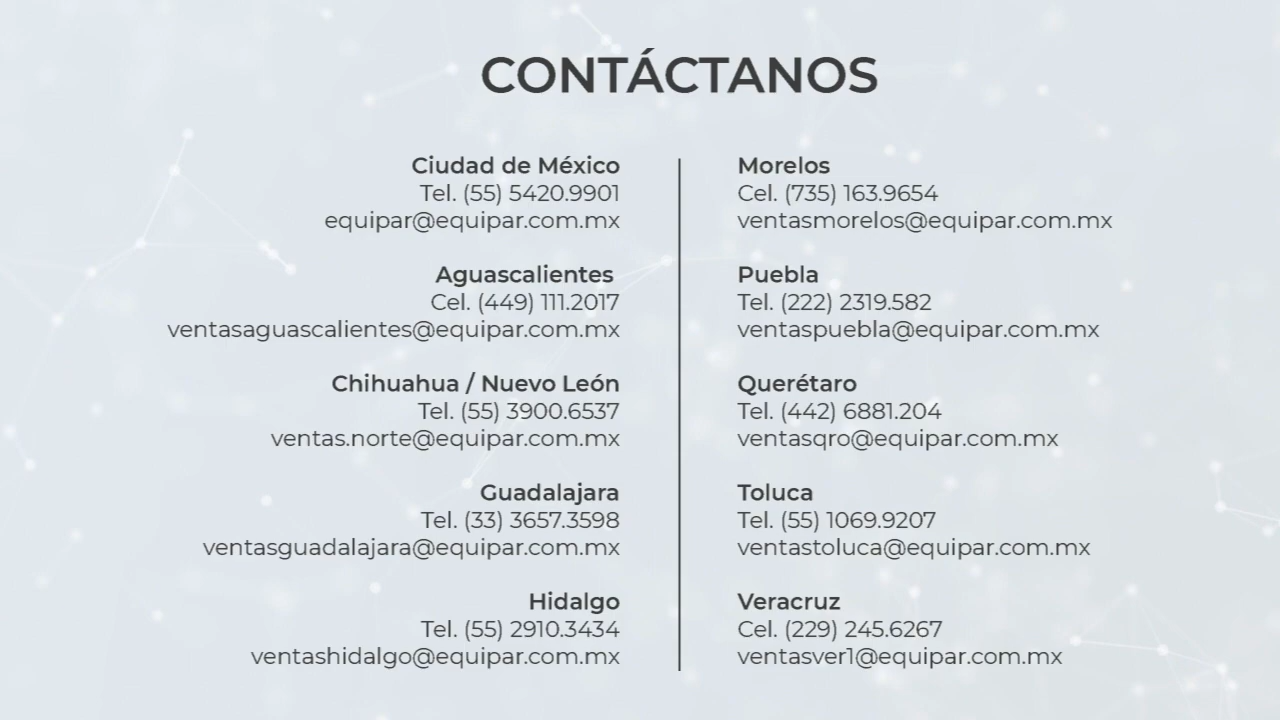 CONTÁCTANOS
Ciudad de México
Tel. (55) 5420.9901
equipar@equipar.com.mx
Aguascalientes
Cel. (449) 111.2017
ventasaguascalientes@equipar.com.mx
Chihuahua / Nuevo León
Tel. (55) 3900.6537
ventas.norte@equipar.com.mx
Guadalajara
Tel. (33) 3657.3598
ventasguadalajara@equipar.com.mx
Hidalgo
Tel. (55) 2910.3434
ventashidalgo@equipar.com.mx
Morelos
Cel. (735) 163.9654
ventasmorelos@equipar.com.mx
Puebla
Tel. (222) 2319.582
ventaspuebla@equipar.com.mx
Querétaro
Tel. (442) 6881.204
ventasqro@equipar.com.mx
Toluca
Tel. (55) 1069.9207
ventastoluca@equipar.com.mx
Veracruz
Cel. (229) 245.6267
ventasver1@equipar.com.mx